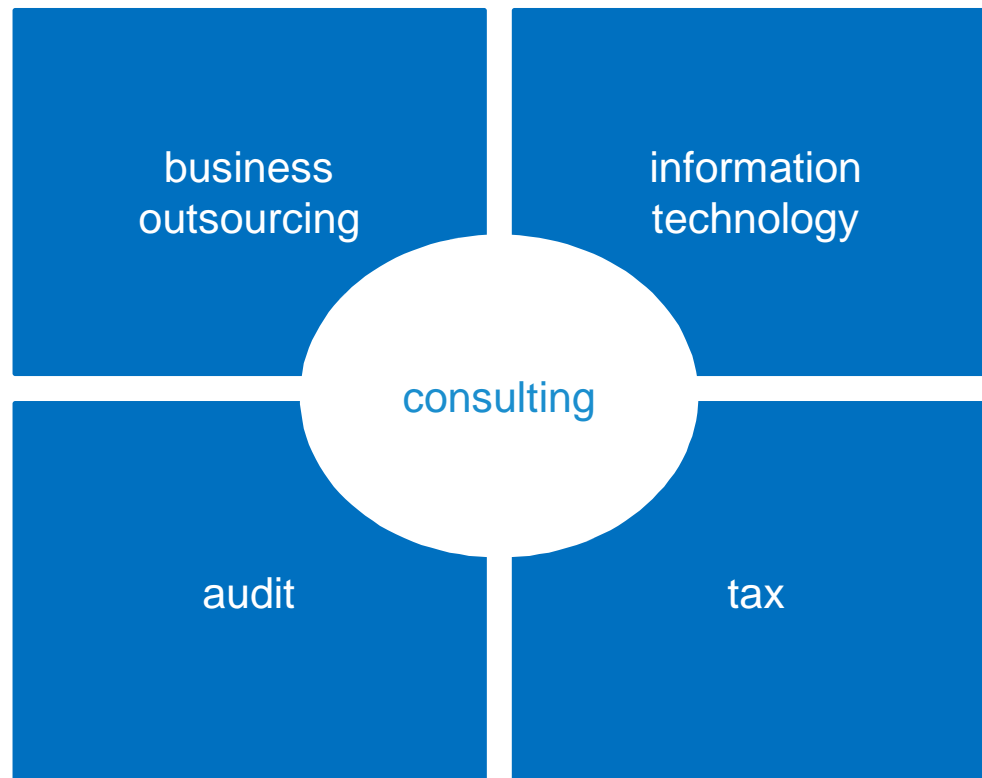 business
outsourcing
information
technology
consulting
audit
tax